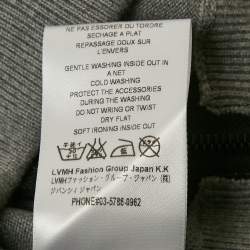 NE PAS ESSORER OU TORDRE
SECHAGE A PLAT
REPASSAGE DOUX SUR
L'ENVERS
GENTLE WASHING INSIDE OUT IN
A NET
COLD WASHING
PROTECT THE ACCESSORIES
DURING THE WASHING
DO NOT WRING OR TWIST
DRY FLAT
SOFT IRONING INSIDE OUT
LVMH Fashion Group Japan K.K
LVMHファッション・グループ・ジャパン (株)
ジバンシィ ジャパン
PHONE#03-5786-0962